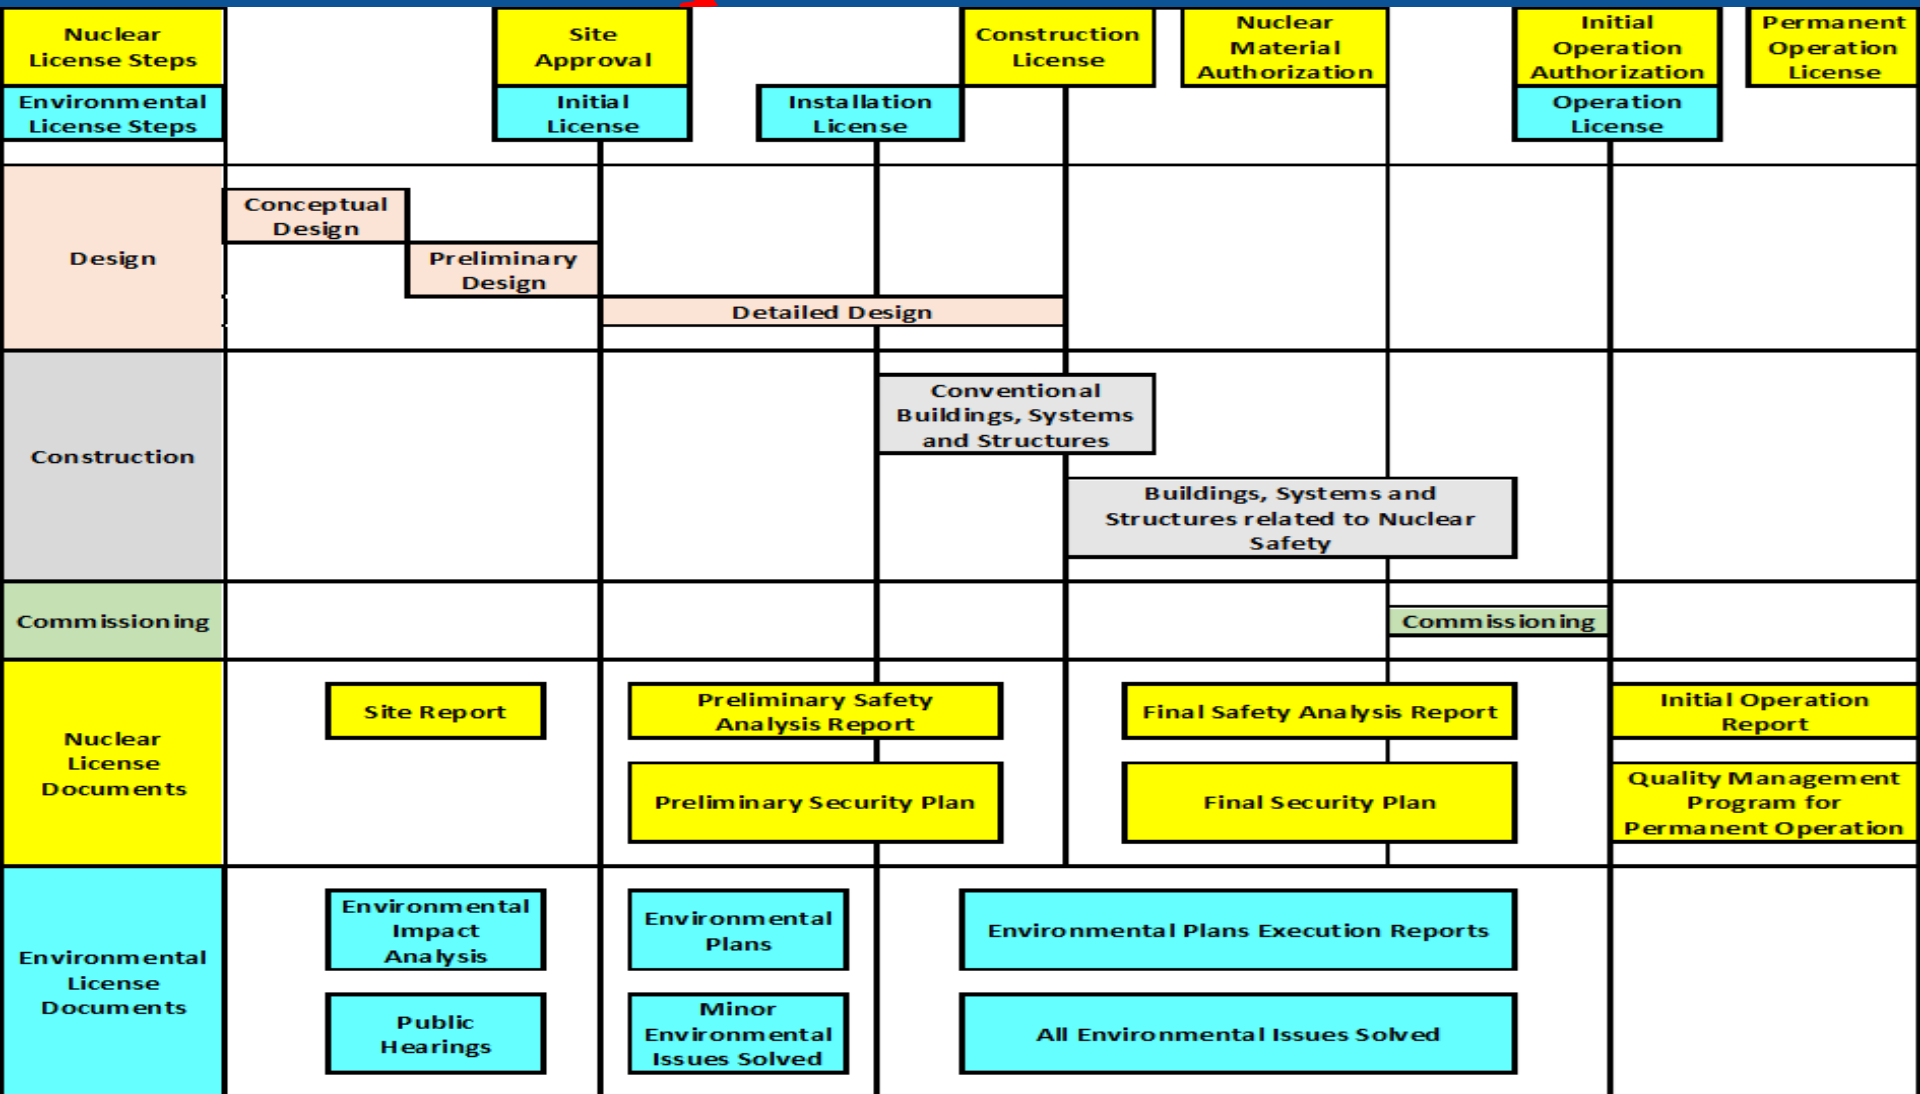 Nuclear
License Steps
Site
Approval
Construction
License
Nuclear
Material
Authorization
Initial
Operation
Authorization
Permanent
Operation
License
Environmental
License Steps
Initial
License
Installation
License
Operation
License
Design
Conceptual
Design
Preliminary
Design
Detailed Design
Construction
Conventional
Buildings, Systems
and Structures
Buildings, Systems and
Structures related to Nuclear
Safety
Commissioning
Commissioning
Nuclear
License
Documents
Site Report
Preliminary Safety
Analysis Report
Final Safety Analysis Report
Initial Operation
Report
Preliminary Security Plan
Final Security Plan
Quality Management
Program for
Permanent Operation
Environmental
License
Documents
Environmental
Impact
Analysis
Environmental
Plans
Environmental Plans Execution Reports
Public
Hearings
Minor
Environmental
Issues Solved
All Environmental Issues Solved